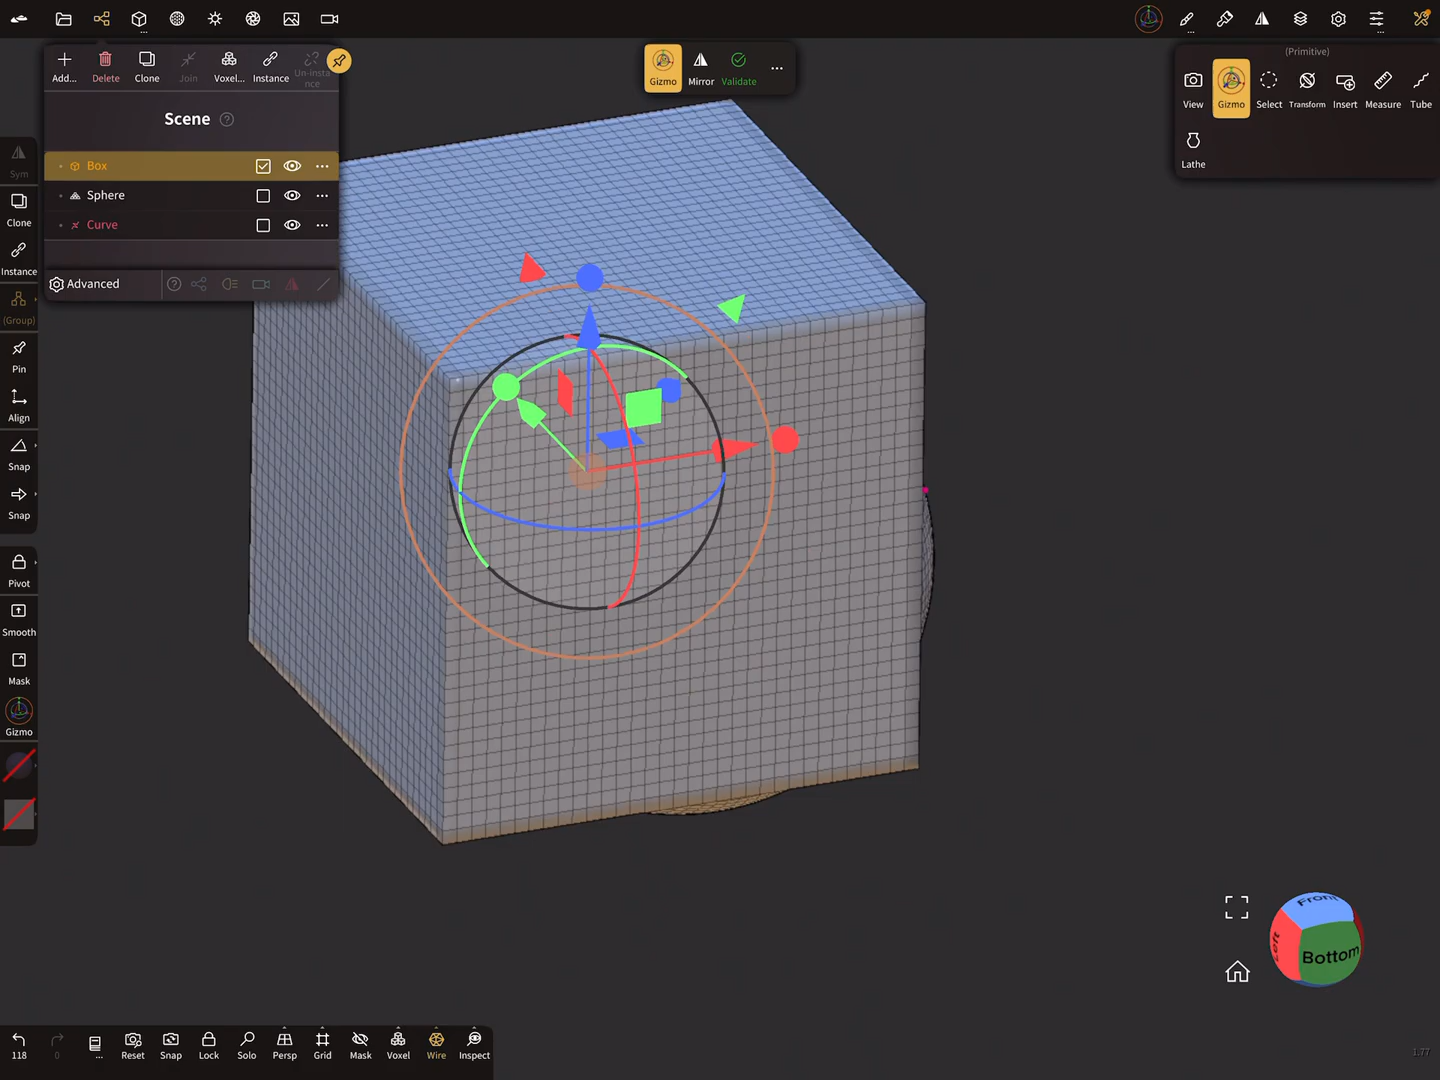 (Primitive)
Add...
Delete
Clone
Join
Voxel...
Instance
Un-insta
nce
Gizmo
Mirror
Validate
...
View
Gizmo
Select
Transform
Insert
Measure
Tube
Lathe
Scene ?
Box
Sphere
Curve
Advanced
Sym
Clone
Instance
(Group)
Pin
Align
Snap
Snap
Pivot
Smooth
Mask
Gizmo
Front
Left
Bottom
118
0
...
Reset
Snap
Lock
Solo
Persp
Grid
Mask
Voxel
Wire
Inspect
1.77